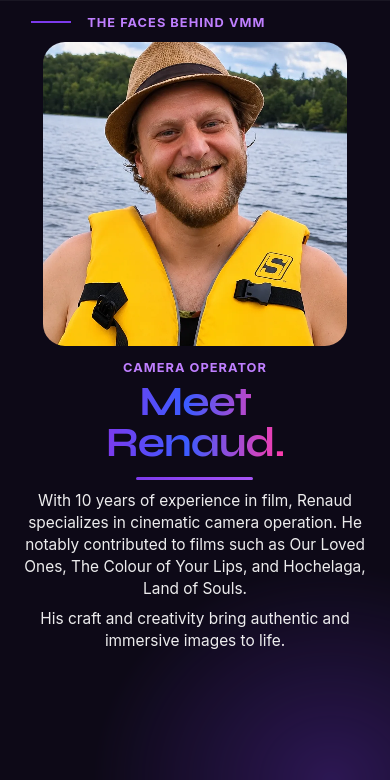 THE FACES BEHIND VMM
S
CAMERA OPERATOR
Meet
Renaud.
With 10 years of experience in film, Renaud
specializes in cinematic camera operation. He
notably contributed to films such as Our Loved
Ones, The Colour of Your Lips, and Hochelaga,
Land of Souls.
His craft and creativity bring authentic and
immersive images to life.